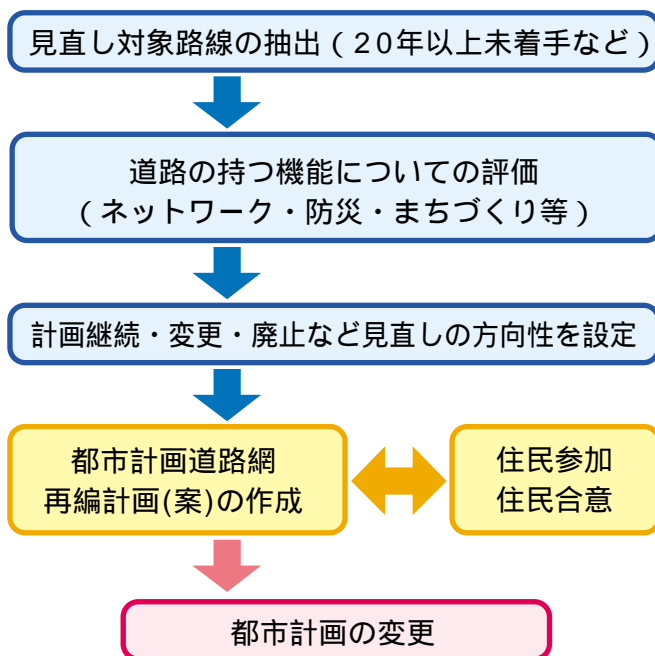 見直し対象路線の抽出(20年以上未着手など)
道路の持つ機能についての評価
(ネットワーク・防災・まちづくり等)
計画継続・変更・廃止など見直しの方向性を設定
都市計画道路網
再編計画(案)の作成
住民参加
住民合意
都市計画の変更